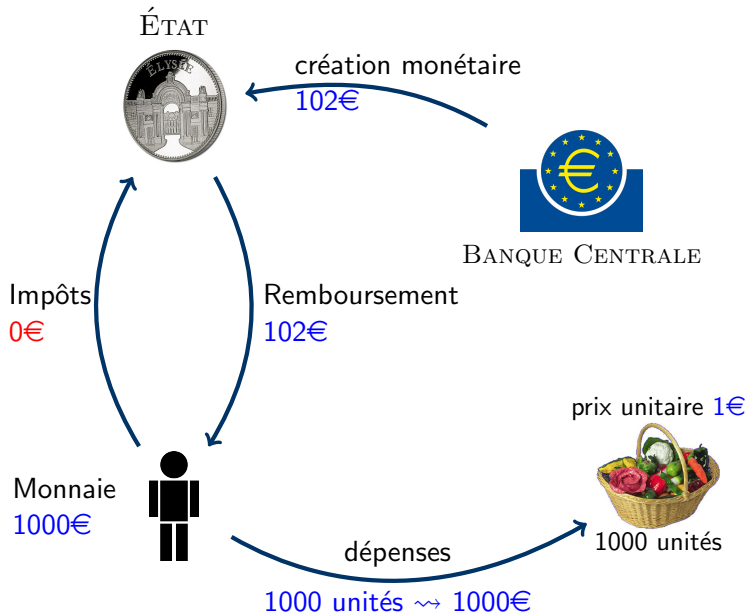 ÉTAT
ÉLYSÉE
création monétaire
102€
€
BANQUE CENTRALE
Impôts
0€
Remboursement
102€
prix unitaire 1€
Monnaie
1000€
1000 unités
dépenses
1000 unités ⇝ 1000€